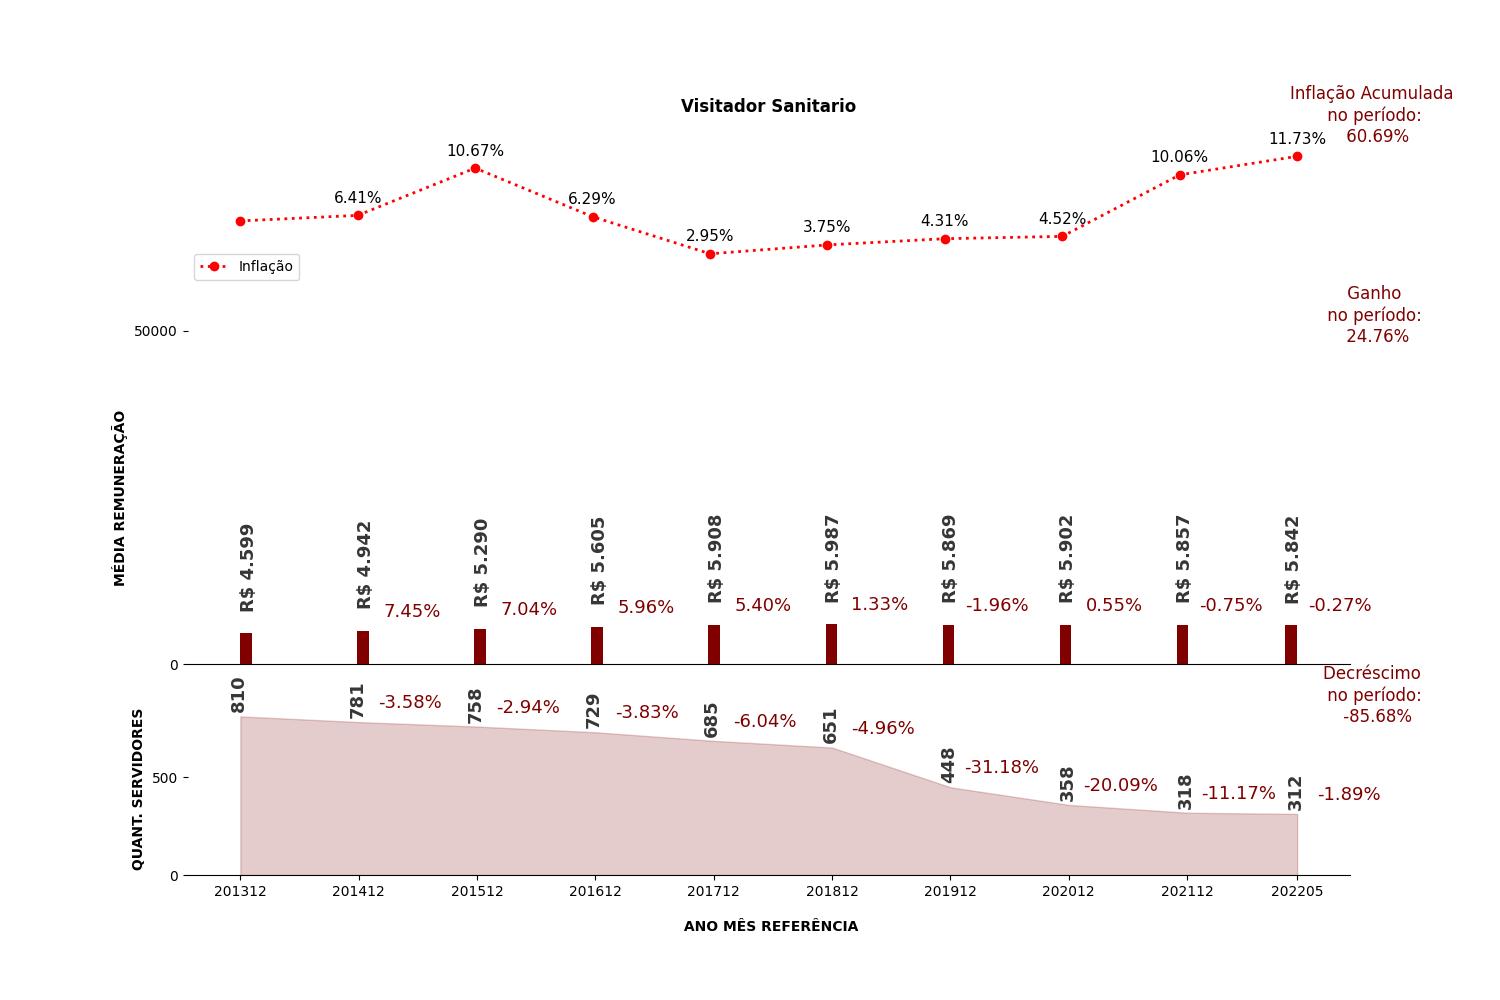 Visitador Sanitario
Inflação Acumulada
no período:
60.69%
6.41%
10.67%
6.29%
2.95%
3.75%
4.31%
4.52%
10.06%
11.73%
Inflação
Ganho
no período:
24.76%
50000
0
MÉDIA REMUNERAÇÃO
R$ 4.599
R$ 4.942
R$ 5.290
R$ 5.605
R$ 5.908
R$ 5.987
R$ 5.869
R$ 5.902
R$ 5.857
R$ 5.842
7.45%
7.04%
5.96%
5.40%
1.33%
-1.96%
0.55%
-0.75%
-0.27%
Decréscimo
no período:
-85.68%
810
781
758
729
685
651
448
358
318
312
-3.58%
-2.94%
-3.83%
-6.04%
-4.96%
-31.18%
-20.09%
-11.17%
-1.89%
QUANT. SERVIDORES
500
0
201312
201412
201512
201612
201712
201812
201912
202012
202112
202205
ANO MÊS REFERÊNCIA